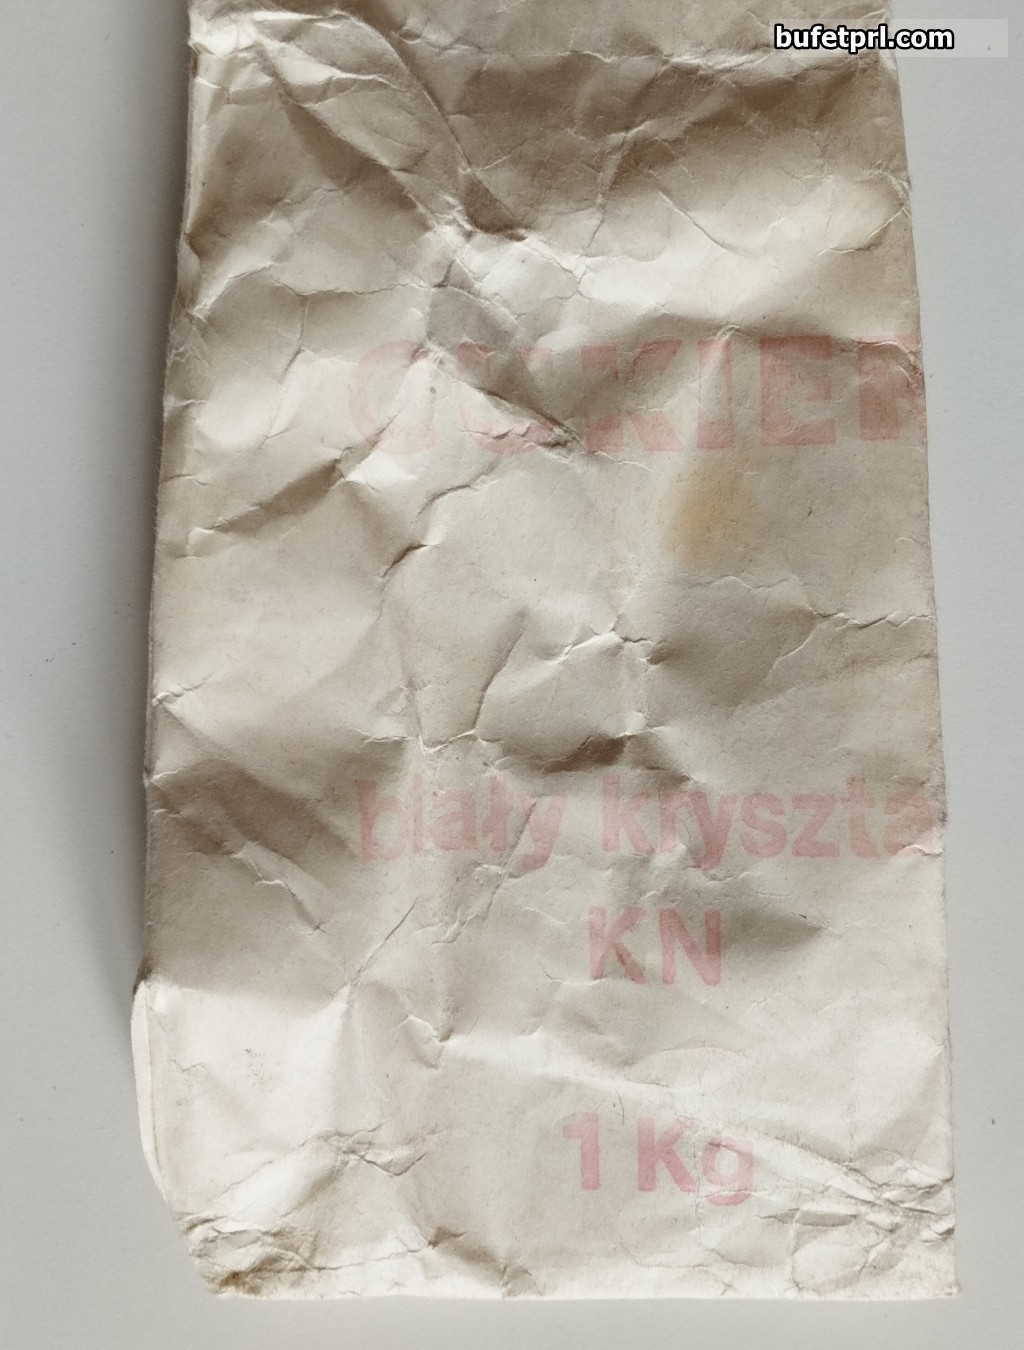 bufetprl.com
CUKIER
biały kryszta
KN
1 Kg